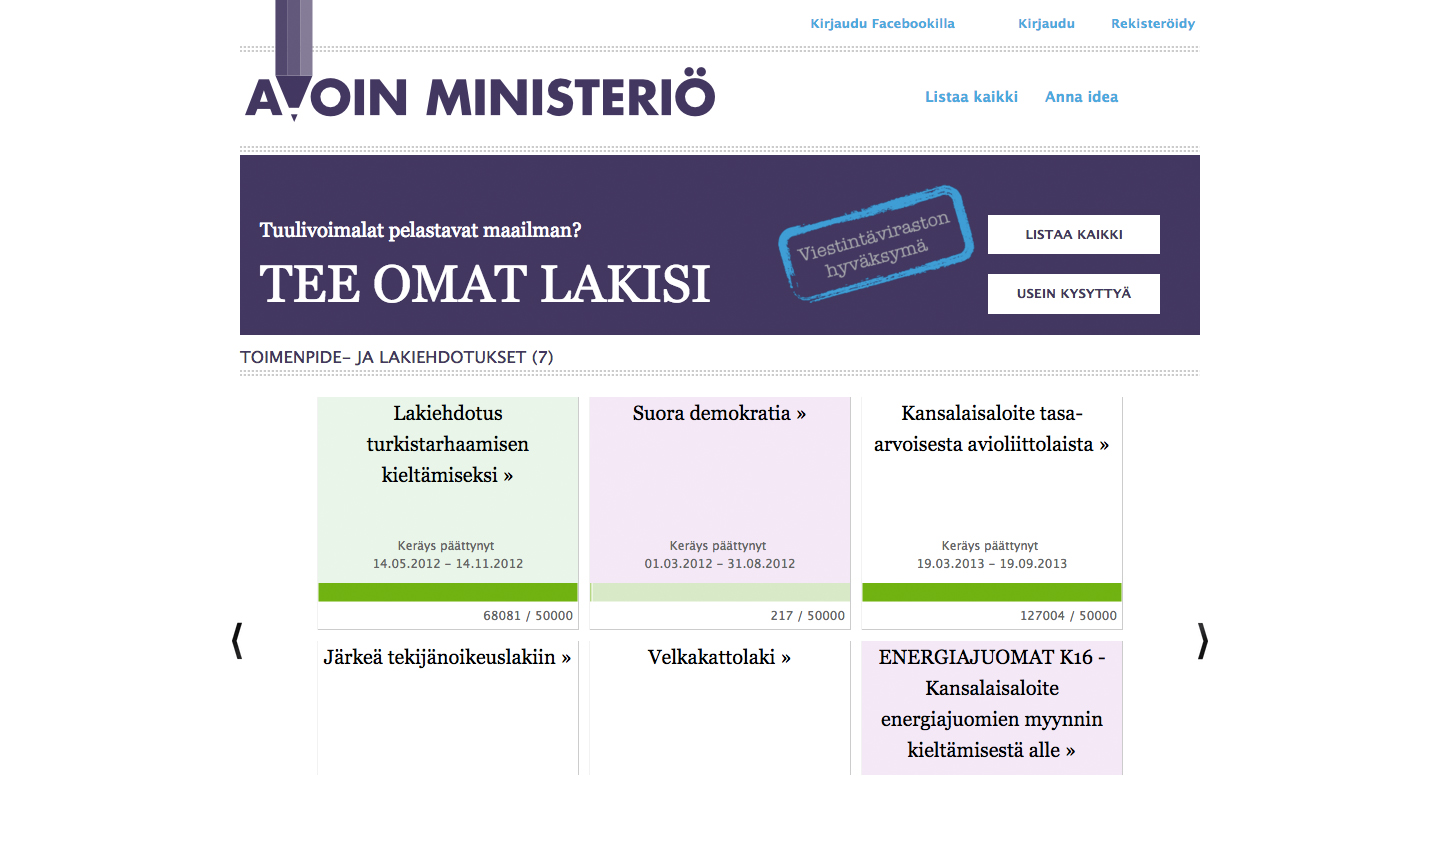 Kirjaudu Facebookilla Kirjaudu Rekisteröidy
AVOIN MINISTERIÖ
Listaa kaikki Anna idea
Tuulivoimalat pelastavat maailman?
TEE OMAT LAKISI
Viestintäviraston
hyväksymä
LISTAA KAIKKI
USEIN KYSYTTYÄ
TOIMENPIDE- JA LAKIEHDOTUKSET (7)
Lakiehdotus
turkistarhaamisen
kieltämiseksi »
Keräys päättynyt
14.05.2012 - 14.11.2012
68081 / 50000
Suora demokratia »
Keräys päättynyt
01.03.2012 - 31.08.2012
217 / 50000
Kansalaisaloite tasa-
arvoisesta avioliittolaista »
Keräys päättynyt
19.03.2013 - 19.09.2013
127004 / 50000
Järkeä tekijänoikeuslakiin »
Velkakattolaki »
ENERGIAJUOMAT K16 -
Kansalaisaloite
energiajuomien myynnin
kieltämisestä alle »